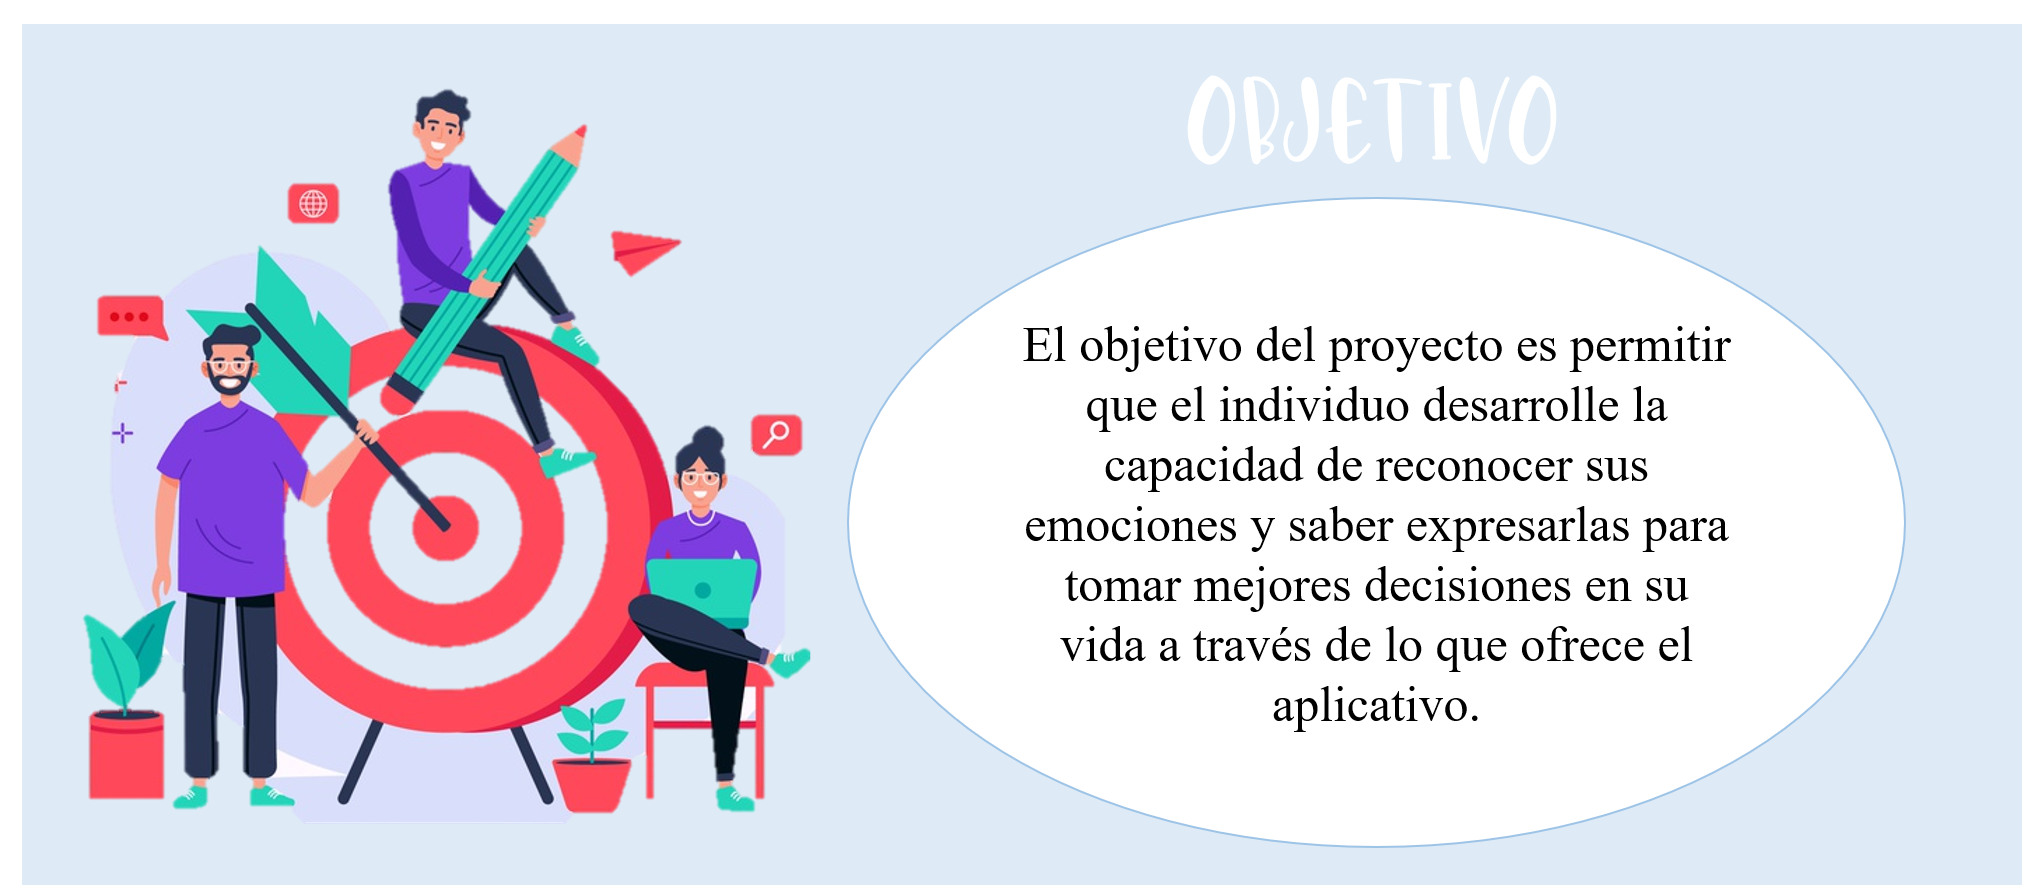 OBJETIVO
El objetivo del proyecto es permitir
que el individuo desarrolle la
capacidad de reconocer sus
emociones y saber expresarlas para
tomar mejores decisiones en su
vida a través de lo que ofrece el
aplicativo.